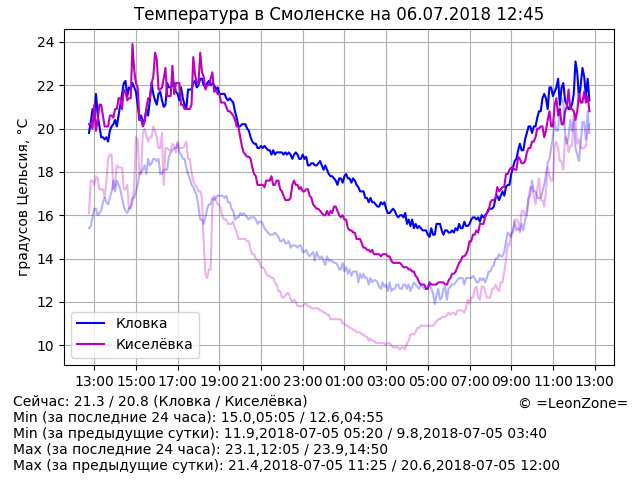 Температура в Смоленске на 06.07.2018 12:45
градусов Цельсия, °C
24
22
20
18
16
14
12
10
Кловка
Киселёвка
13:00 15:00 17:00 19:00 21:00 23:00 01:00 03:00 05:00 07:00 09:00 11:00 13:00
Сейчас: 21.3 / 20.8 (Кловка / Киселёвка)
© =LeonZone=
Min (за последние 24 часа): 15.0,05:05 / 12.6,04:55
Min (за предыдущие сутки): 11.9,2018-07-05 05:20 / 9.8,2018-07-05 03:40
Max (за последние 24 часа): 23.1,12:05 / 23.9,14:50
Max (за предыдущие сутки): 21.4,2018-07-05 11:25 / 20.6,2018-07-05 12:00